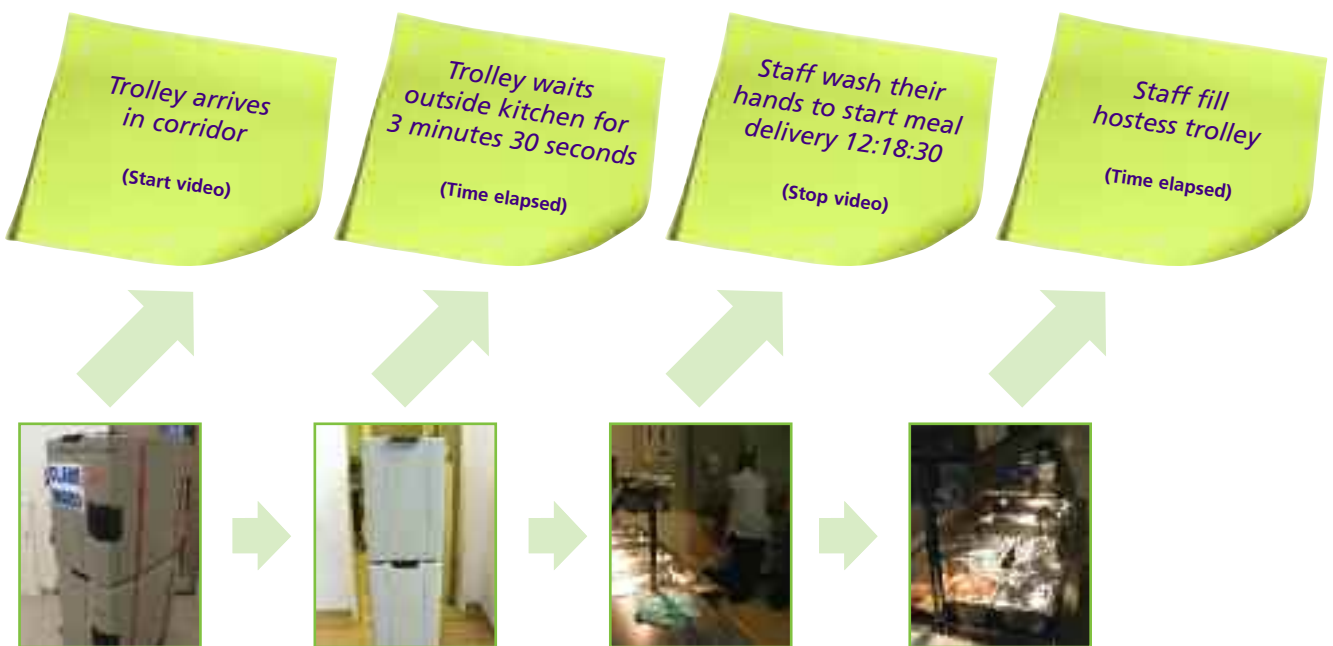 Trolley arrives
in corridor
(Start video)
Trolley waits
outside kitchen for
3 minutes 30 seconds
(Time elapsed)
Staff wash their
hands to start meal
delivery 12:18:30
(Stop video)
Staff fill
hostess trolley
(Time elapsed)